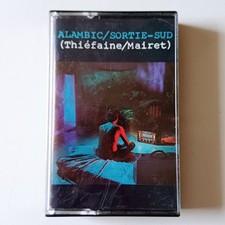 ALAMBIC/SORTIE-SUD
(Thiéfaine/Mairet)